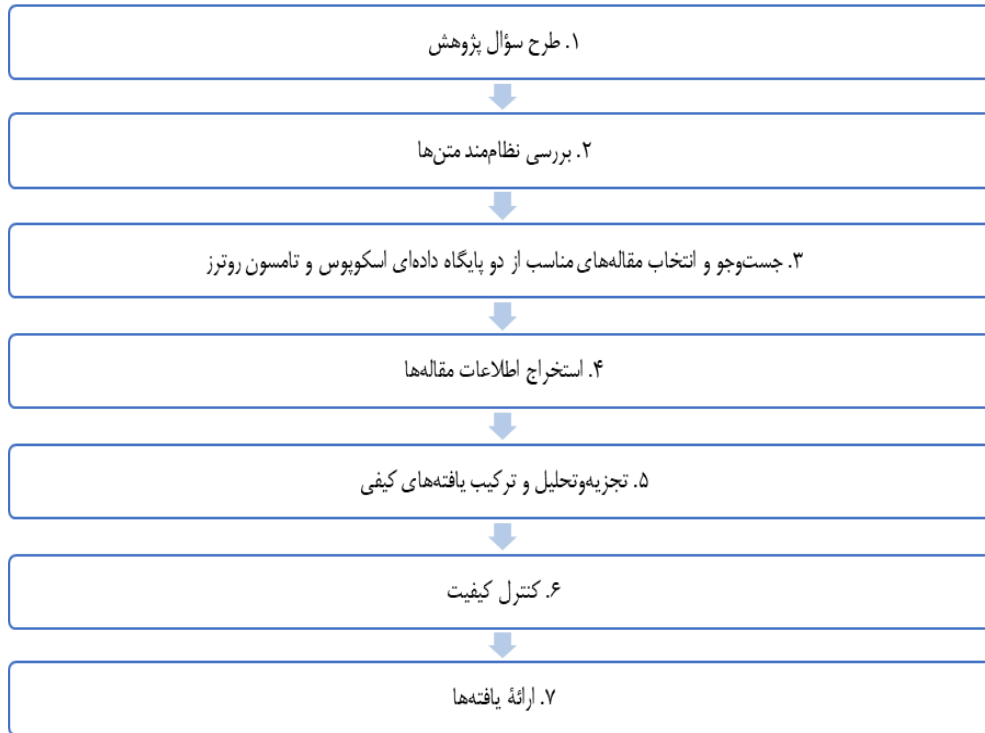 ۱. طرح سؤال پژوهش
۲. بررسی نظام‌مند متن‌ها
۳. جست‌وجو و انتخاب مقاله‌های مناسب از دو پایگاه داده‌ای اسکوپوس و تامسون روترز
۴. استخراج اطلاعات مقاله‌ها
۵. تجزیه‌وتحلیل و ترکیب یافته‌های کیفی
۶. کنترل کیفیت
۷. ارائۀ یافته‌ها